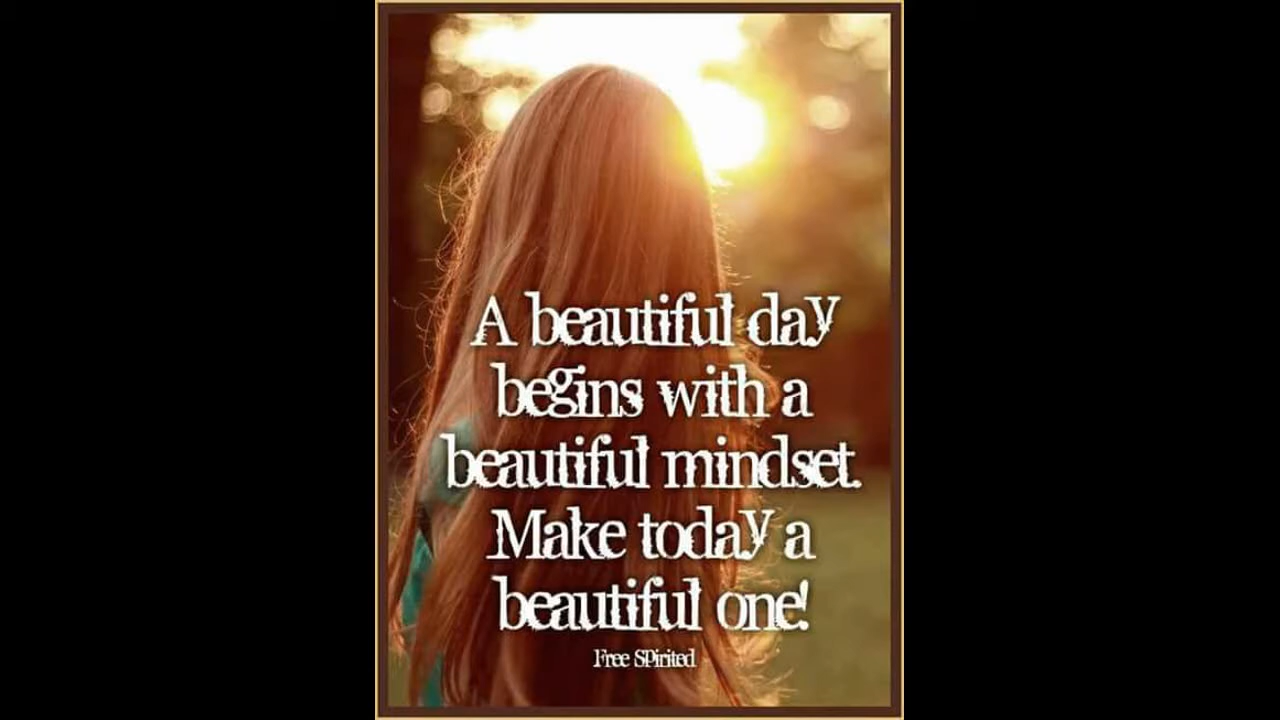 A beautiful day
begins with a
beautiful mindset.
Make today a
beautiful one!
Free Spirited